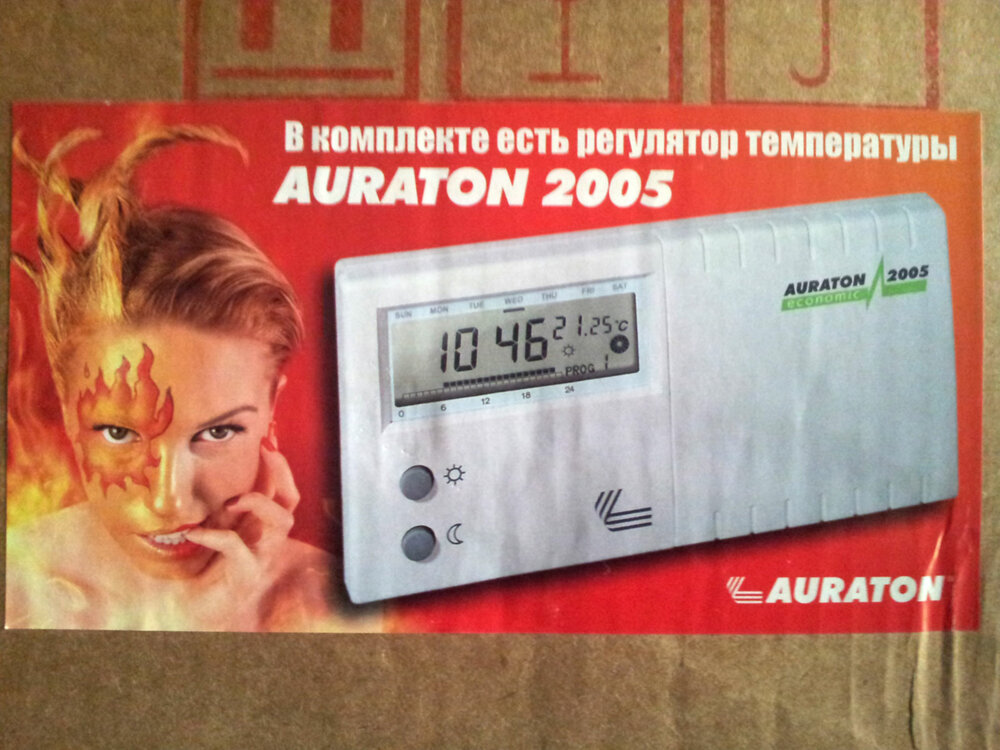 В комплекте есть регулятор температуры
AURATON 2005
AURATON 2005
economic
SUN MON TUE WED THU FRI SAT
10 46 21.25°C
PROG 1
0 6 12 18 24
AURATON